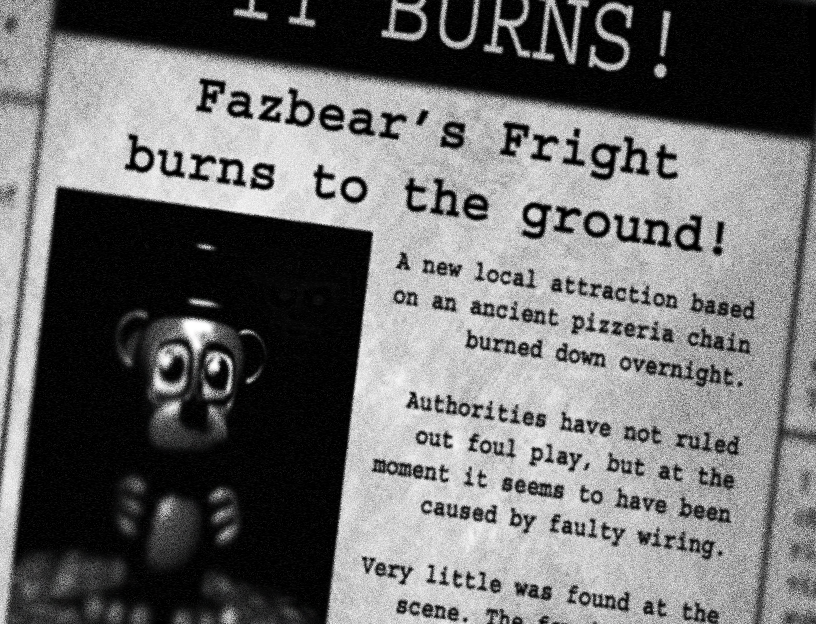 IT BURNS!
Fazbear's Fright
burns to the ground!
A new local attraction based
on an ancient pizzeria chain
burned down overnight.
Authorities have not ruled
out foul play, but at the
moment it seems to have been
caused by faulty wiring.
Very little was found at the
scene. The